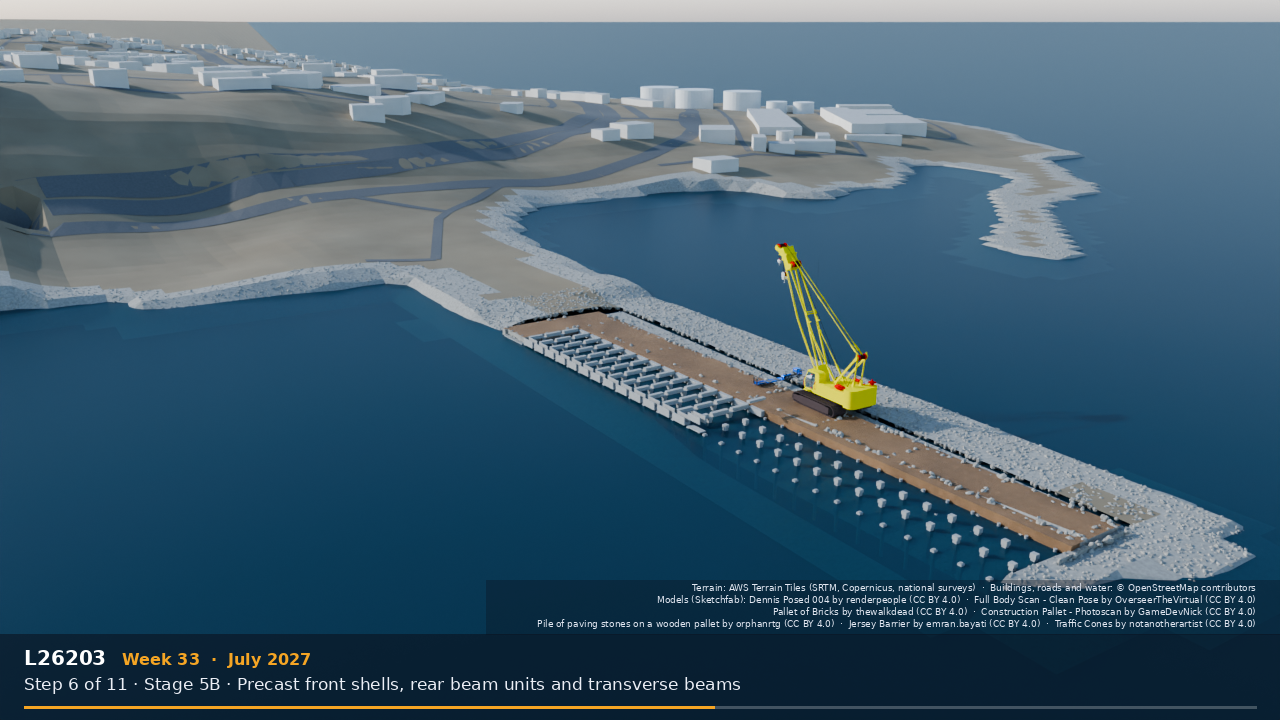 Terrain: AWS Terrain Tiles (SRTM, Copernicus, national surveys)  ·  Buildings, roads and water: © OpenStreetMap contributors
Models (Sketchfab): Dennis Posed 004 by renderpeople (CC BY 4.0)  ·  Full Body Scan - Clean Pose by OverseerTheVirtual (CC BY 4.0)
Pallet of Bricks by thewalkdead (CC BY 4.0)  ·  Construction Pallet - Photoscan by GameDevNick (CC BY 4.0)
Pile of paving stones on a wooden pallet by orphanrtg (CC BY 4.0)  ·  Jersey Barrier by emran.bayati (CC BY 4.0)  ·  Traffic Cones by notanotherartist (CC BY 4.0)
L26203 Week 33 · July 2027
Step 6 of 11 · Stage 5B · Precast front shells, rear beam units and transverse beams